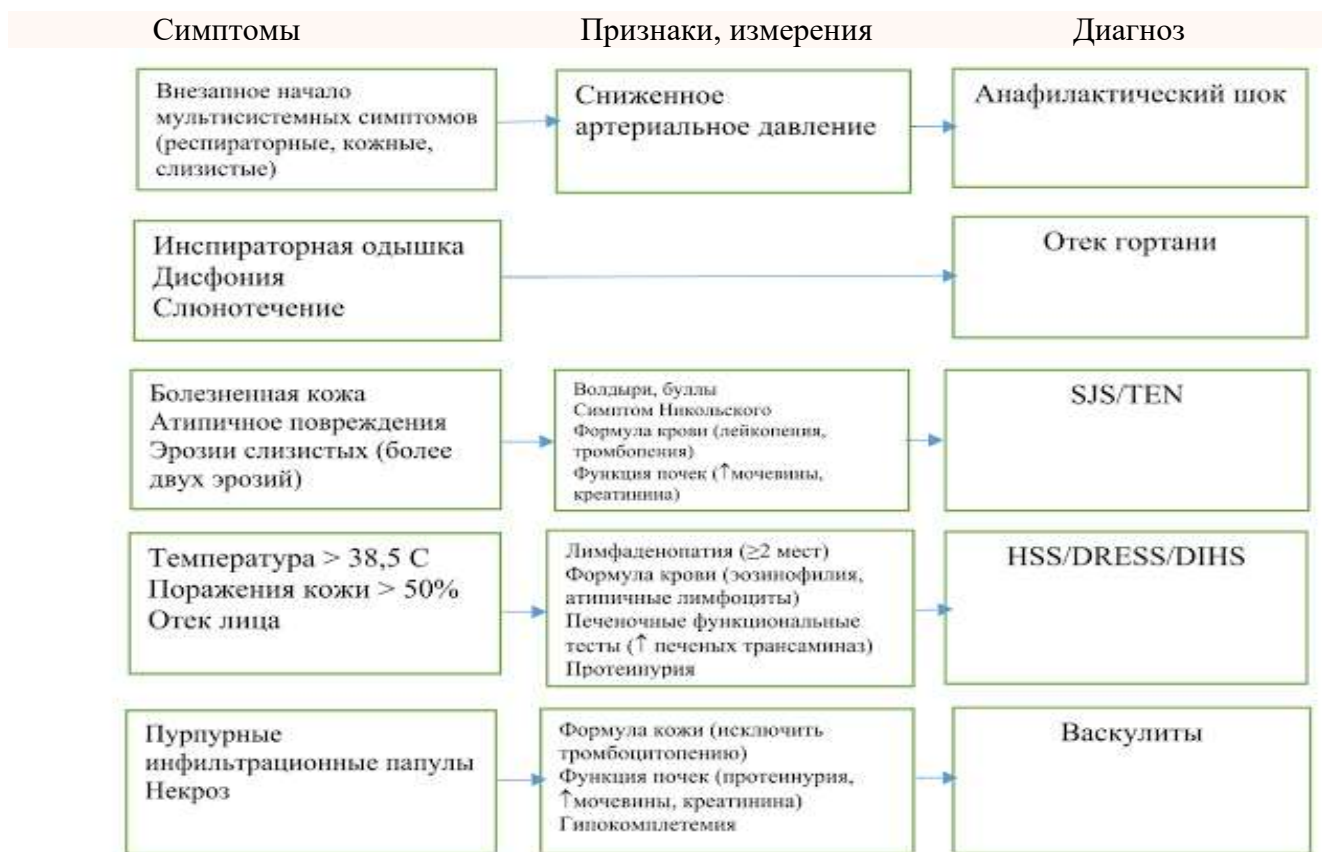 Симптомы
Признаки, измерения
Диагноз
Внезапное начало
мультисистемных симптомов
(респираторные, кожные,
слизистые)
Сниженное
артериальное давление
Анафилактический шок
Инспираторная одышка
Дисфония
Слюнотечение
Отек гортани
Болезненная кожа
Атипичное повреждения
Эрозии слизистых (более
двух эрозий)
Волдыри, буллы
Симптом Никольского
Формула крови (лейкопения,
тромбопения)
Функция почек (↑мочевины,
креатинина)
SJS/TEN
Температура > 38,5 С
Поражения кожи > 50%
Отек лица
Лимфаденопатия (≥2 мест)
Формула крови (эозинофилия,
атипичные лимфоциты)
Печеночные функциональные
тесты (↑ печеных трансаминаз)
Протеинурия
HSS/DRESS/DIHS
Пурпурные
инфильтрационные папулы
Некроз
Формула кожи (исключить
тромбоцитопению)
Функция почек (протеинурия,
↑мочевины, креатинина)
Гипокомплетемия
Васкулиты